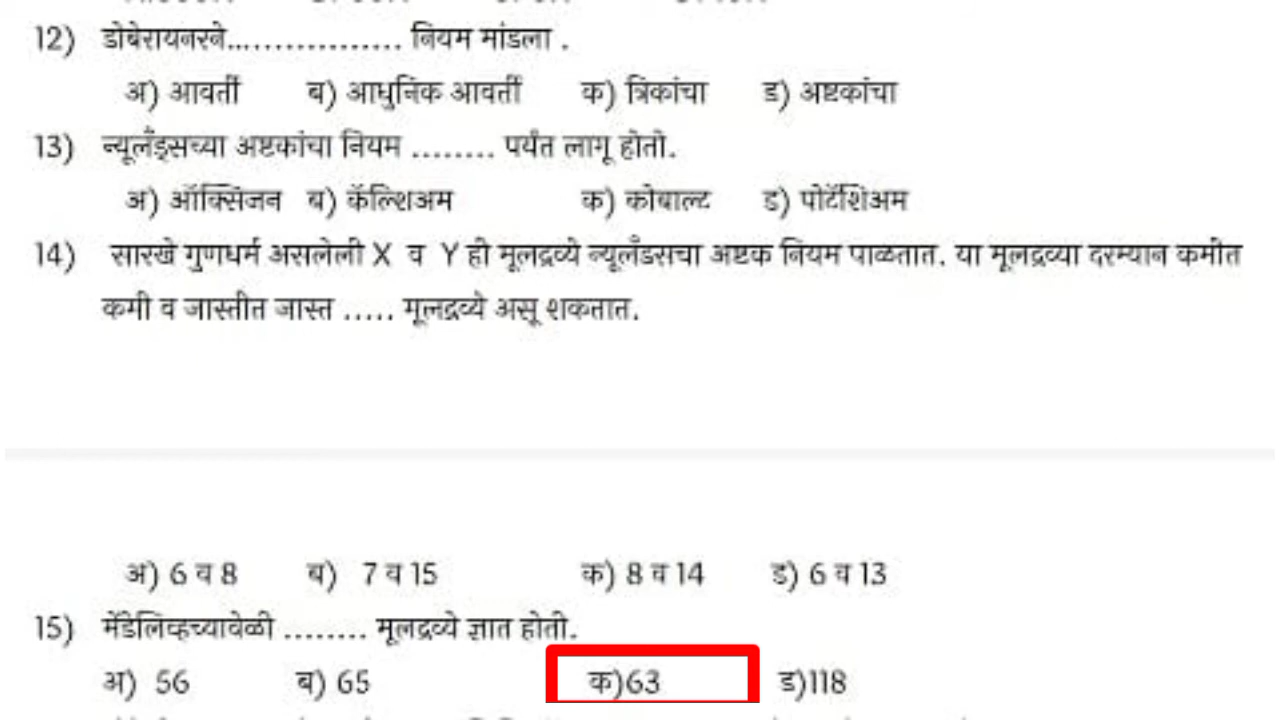 12) डोबेरायनरने................ नियम मांडला .
अ) आवर्ती ब) आधुनिक आवर्ती क) त्रिकांचा ड) अष्टकांचा
13) न्यूलँड्सच्या अष्टकांचा नियम ........ पर्यंत लागू होतो.
अ) ऑक्सिजन ब) कॅल्शिअम क) कोबाल्ट ड) पोटॅशिअम
14) सारखे गुणधर्म असलेली X व Y ही मूलद्रव्ये न्यूलँडसचा अष्टक नियम पाळतात. या मूलद्रव्या दरम्यान कमीत
कमी व जास्तीत जास्त ..... मूलद्रव्ये असू शकतात.
अ) 6 व 8 ब) 7 व 15 क) 8 व 14 ड) 6 व 13
15) मेंडेलिव्हच्यावेळी ........ मूलद्रव्ये ज्ञात होती.
अ) 56 ब) 65 क)63 ड)118